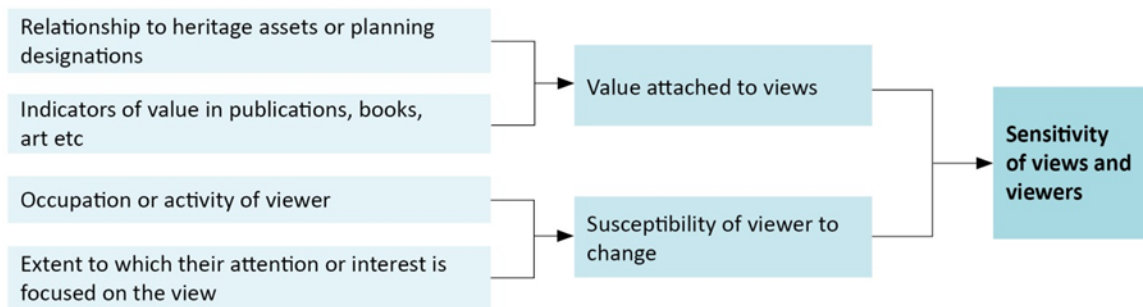 Relationship to heritage assets or planning
designations
Indicators of value in publications, books,
art etc
Occupation or activity of viewer
Extent to which their attention or interest is
focused on the view
Value attached to views
Susceptibility of viewer to
change
Sensitivity
of views and
viewers